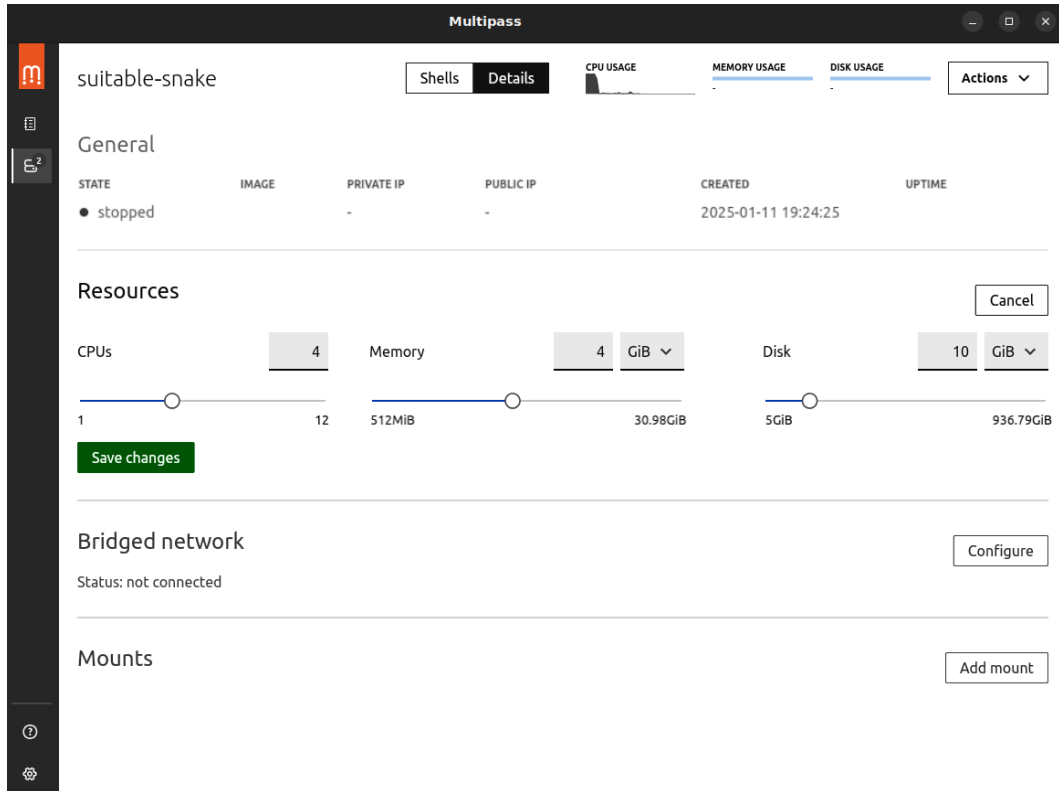 Multipass
suitable-snake
Shells Details
CPU USAGE
MEMORY USAGE
-
DISK USAGE
-
Actions
2
General
STATE IMAGE PRIVATE IP PUBLIC IP CREATED UPTIME
stopped - - 2025-01-11 19:24:25
Resources
Cancel
CPUs 4 Memory 4 GiB Disk 10 GiB
1 12 512MiB 30.98GiB 5GiB 936.79GiB
Save changes
Bridged network
Configure
Status: not connected
Mounts
Add mount